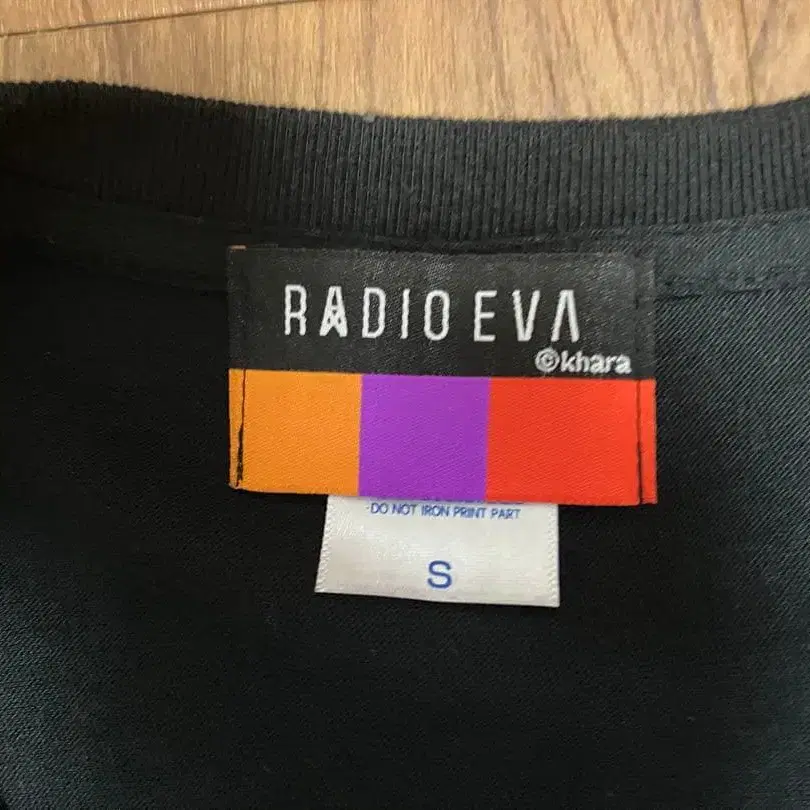 RADIO EVA
©khara
·DO NOT IRON PRINT PART
S